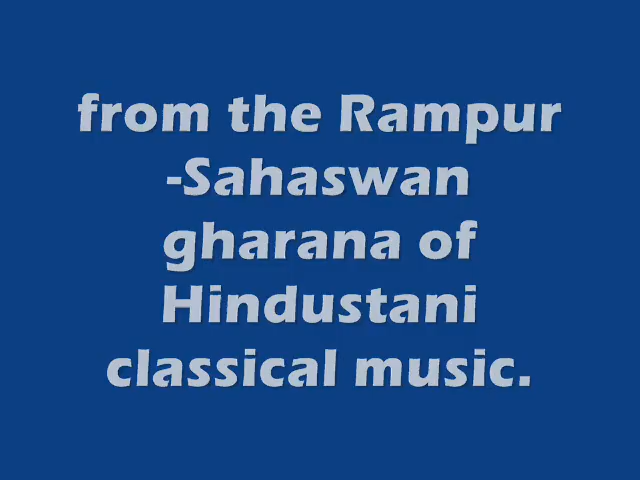 from the Rampur
-Sahaswan
gharana of
Hindustani
classical music.